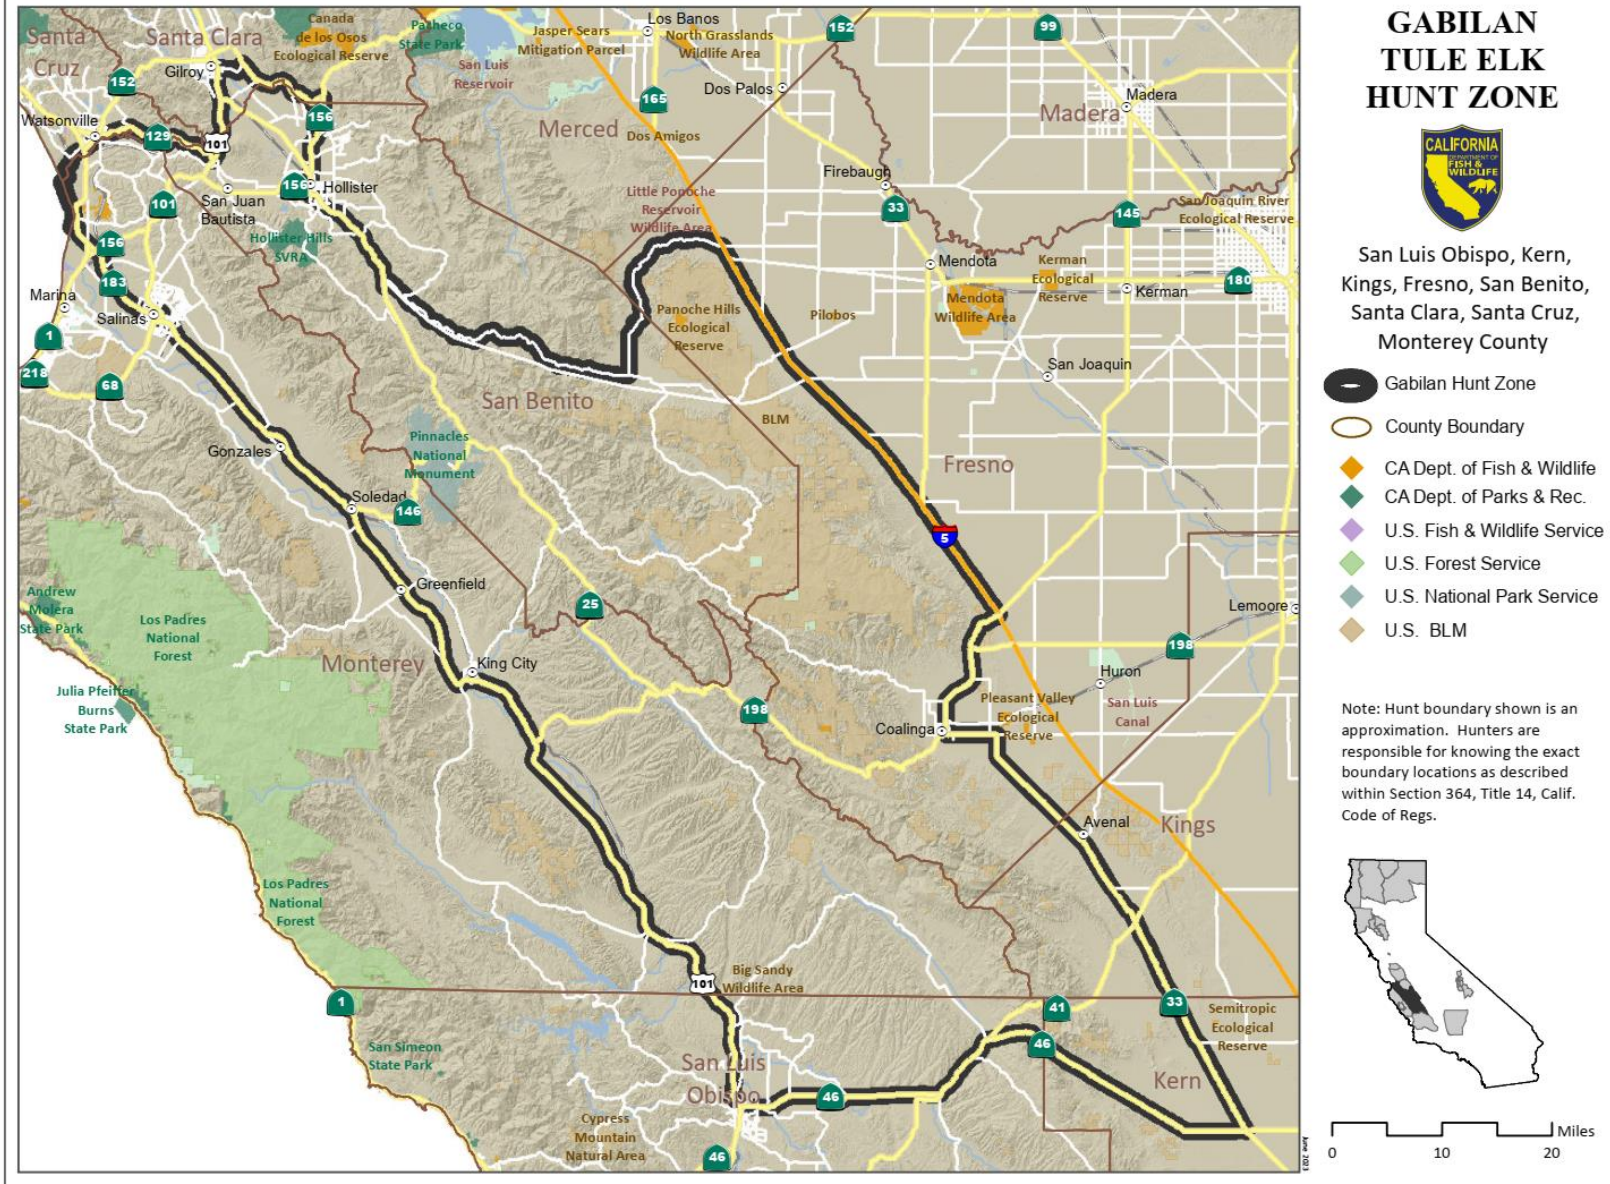 GABILAN
TULE ELK
HUNT ZONE
CALIFORNIA
DEPARTMENT OF
FISH &
WILDLIFE
San Luis Obispo, Kern,
Kings, Fresno, San Benito,
Santa Clara, Santa Cruz,
Monterey County
Gabilan Hunt Zone
County Boundary
CA Dept. of Fish & Wildlife
CA Dept. of Parks & Rec.
U.S. Fish & Wildlife Service
U.S. Forest Service
U.S. National Park Service
U.S. BLM
Note: Hunt boundary shown is an
approximation. Hunters are
responsible for knowing the exact
boundary locations as described
within Section 364, Title 14, Calif.
Code of Regs.
Miles
0
10
20
June 2023
Santa
Cruz
Santa Clara
Canada
de los Osos
Ecological Reserve
Pacheco
State Park
San Luis
Reservoir
Jasper Sears
Mitigation Parcel
Los Banos
North Grasslands
Wildlife Area
152
99
Gilroy
152
165
Dos Palos
Madera
Madera
Watsonville
129
101
156
Merced
Dos Amigos
Firebaugh
33
145
San Joaquin River
Ecological Reserve
156
Hollister
San Juan
Bautista
101
Little Panoche
Reservoir
Wildlife Area
156
Hollister Hills
SVRA
183
Marina
Salinas
1
218
68
Mendota
Mendota
Wildlife Area
Kerman
Ecological
Reserve
Kerman
180
Panoche Hills
Ecological
Reserve
Pilobos
San Joaquin
San Benito
BLM
Pinnacles
National
Monument
Gonzales
Soledad
146
Fresno
5
Greenfield
25
Andrew
Molera
State Park
Los Padres
National
Forest
Monterey
King City
Lemoore
198
Huron
Julia Pfeiffer
Burns
State Park
198
Coalinga
Pleasant Valley
Ecological
Reserve
San Luis
Canal
Avenal
Kings
Los Padres
National
Forest
101
Big Sandy
Wildlife Area
1
41
33
Semitropic
Ecological
Reserve
San Simeon
State Park
46
San Luis
Obispo
Kern
46
Cypress
Mountain
Natural Area
46